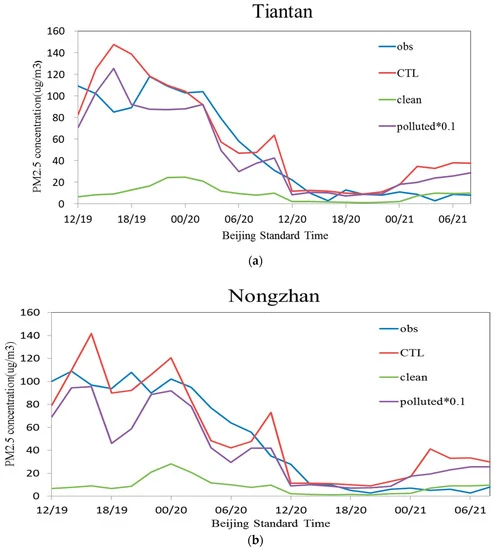 Tiantan
160
140
120
100
80
60
40
20
0
PM2.5 concentration(ug/m3)
obs
CTL
clean
polluted*0.1
12/19 18/19 00/20 06/20 12/20 18/20 00/21 06/21
Beijing Standard Time
(a)
Nongzhan
160
140
120
100
80
60
40
20
0
PM2.5 concentration(ug/m3)
obs
CTL
clean
polluted*0.1
12/19 18/19 00/20 06/20 12/20 18/20 00/21 06/21
Beijing Standard Time
(b)